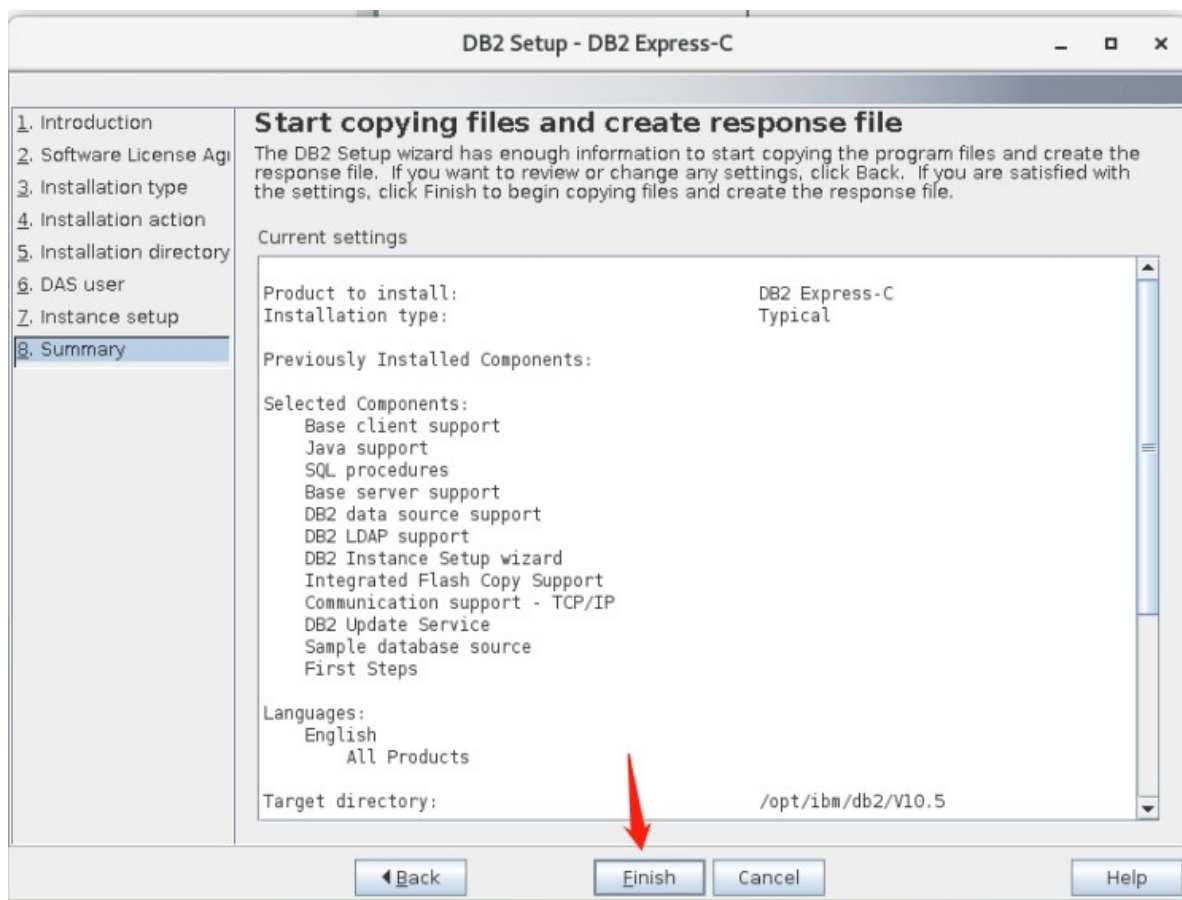 DB2 Setup - DB2 Express-C
1. Introduction
2. Software License Agr
3. Installation type
4. Installation action
5. Installation directory
6. DAS user
7. Instance setup
8. Summary
Start copying files and create response file
The DB2 Setup wizard has enough information to start copying the program files and create the
response file. If you want to review or change any settings, click Back. If you are satisfied with
the settings, click Finish to begin copying files and create the response file.
Current settings
Product to install: DB2 Express-C
Installation type: Typical
Previously Installed Components:
Selected Components:
Base client support
Java support
SQL procedures
Base server support
DB2 data source support
DB2 LDAP support
DB2 Instance Setup wizard
Integrated Flash Copy Support
Communication support - TCP/IP
DB2 Update Service
Sample database source
First Steps
Languages:
English
All Products
Target directory: /opt/ibm/db2/V10.5
Back
Finish
Cancel
Help